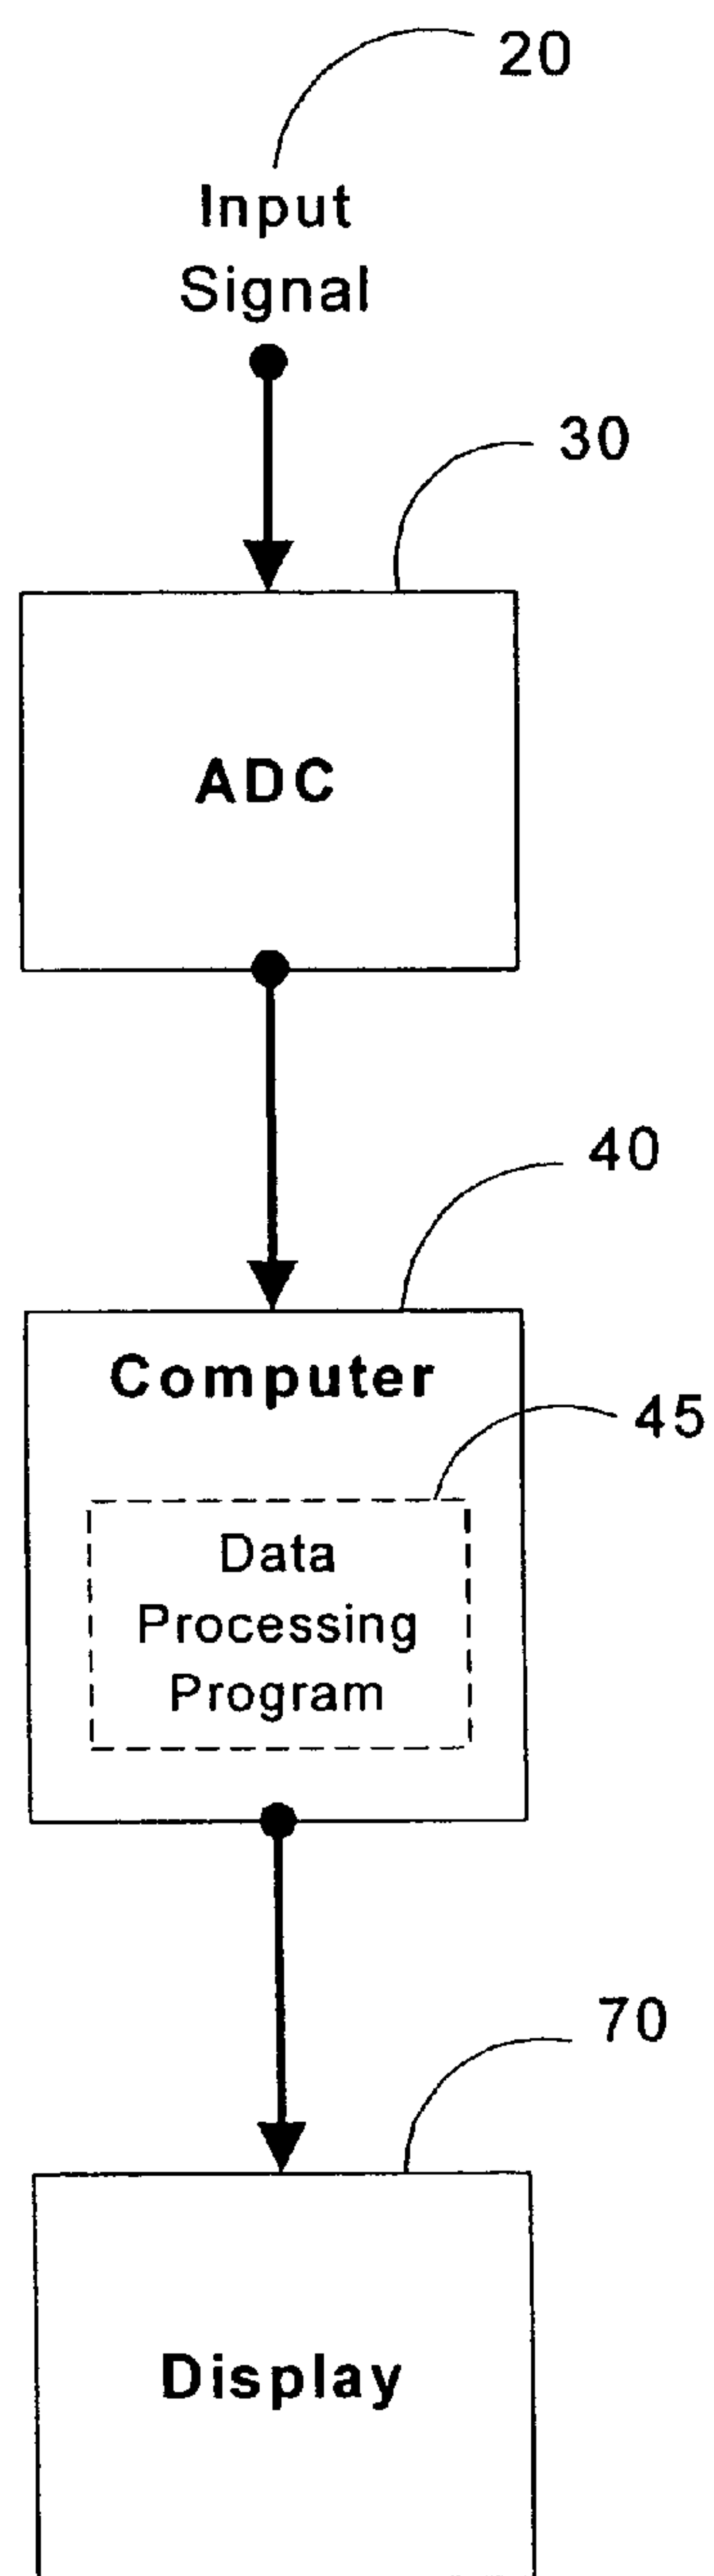 20
Input
Signal
30
ADC
40
Computer
45
Data
Processing
Program
70
Display